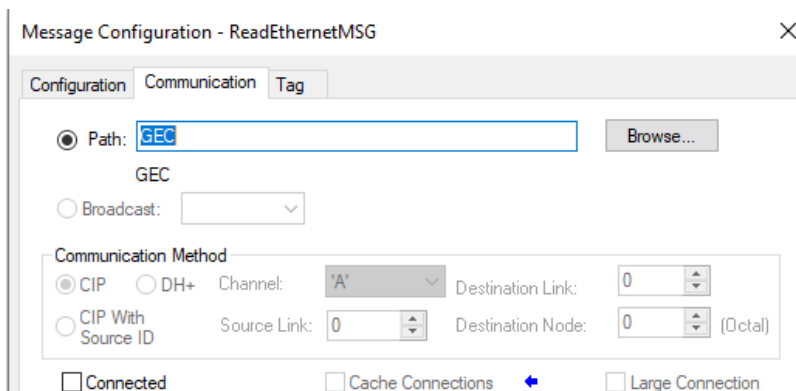 Message Configuration - ReadEthernetMSG
Configuration Communication Tag
Path: GEC Browse...
GEC
Broadcast:
Communication Method
CIP DH+ Channel: 'A' Destination Link: 0
CIP With Source Link: 0 Destination Node: 0 (Octal)
Source ID
Connected Cache Connections Large Connection